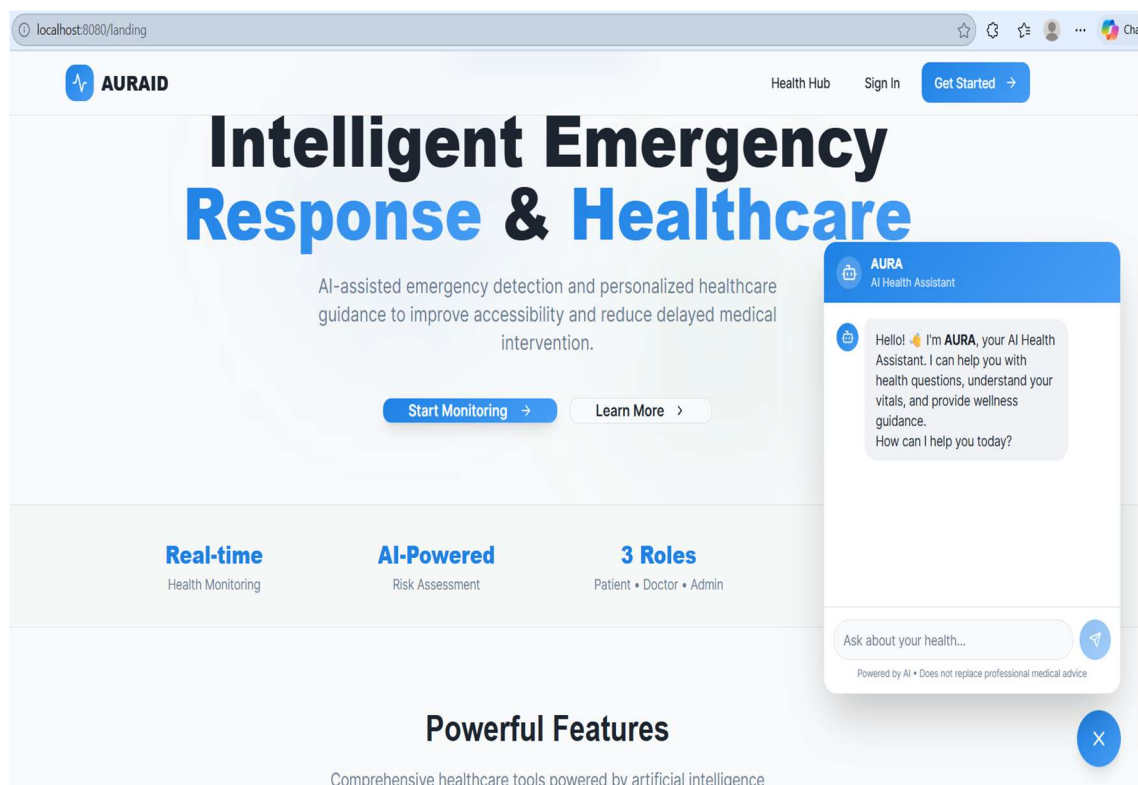 localhost:8080/landing
Cha
AURAID
Health Hub
Sign In
Get Started →
Intelligent Emergency
Response & Healthcare
AI-assisted emergency detection and personalized healthcare
guidance to improve accessibility and reduce delayed medical
intervention.
Start Monitoring →
Learn More >
Real-time
Health Monitoring
AI-Powered
Risk Assessment
3 Roles
Patient • Doctor • Admin
Powerful Features
Comprehensive healthcare tools powered by artificial intelligence
AURA
AI Health Assistant
Hello! 👋 I'm AURA, your AI Health
Assistant. I can help you with
health questions, understand your
vitals, and provide wellness
guidance.
How can I help you today?
Ask about your health...
Powered by AI • Does not replace professional medical advice